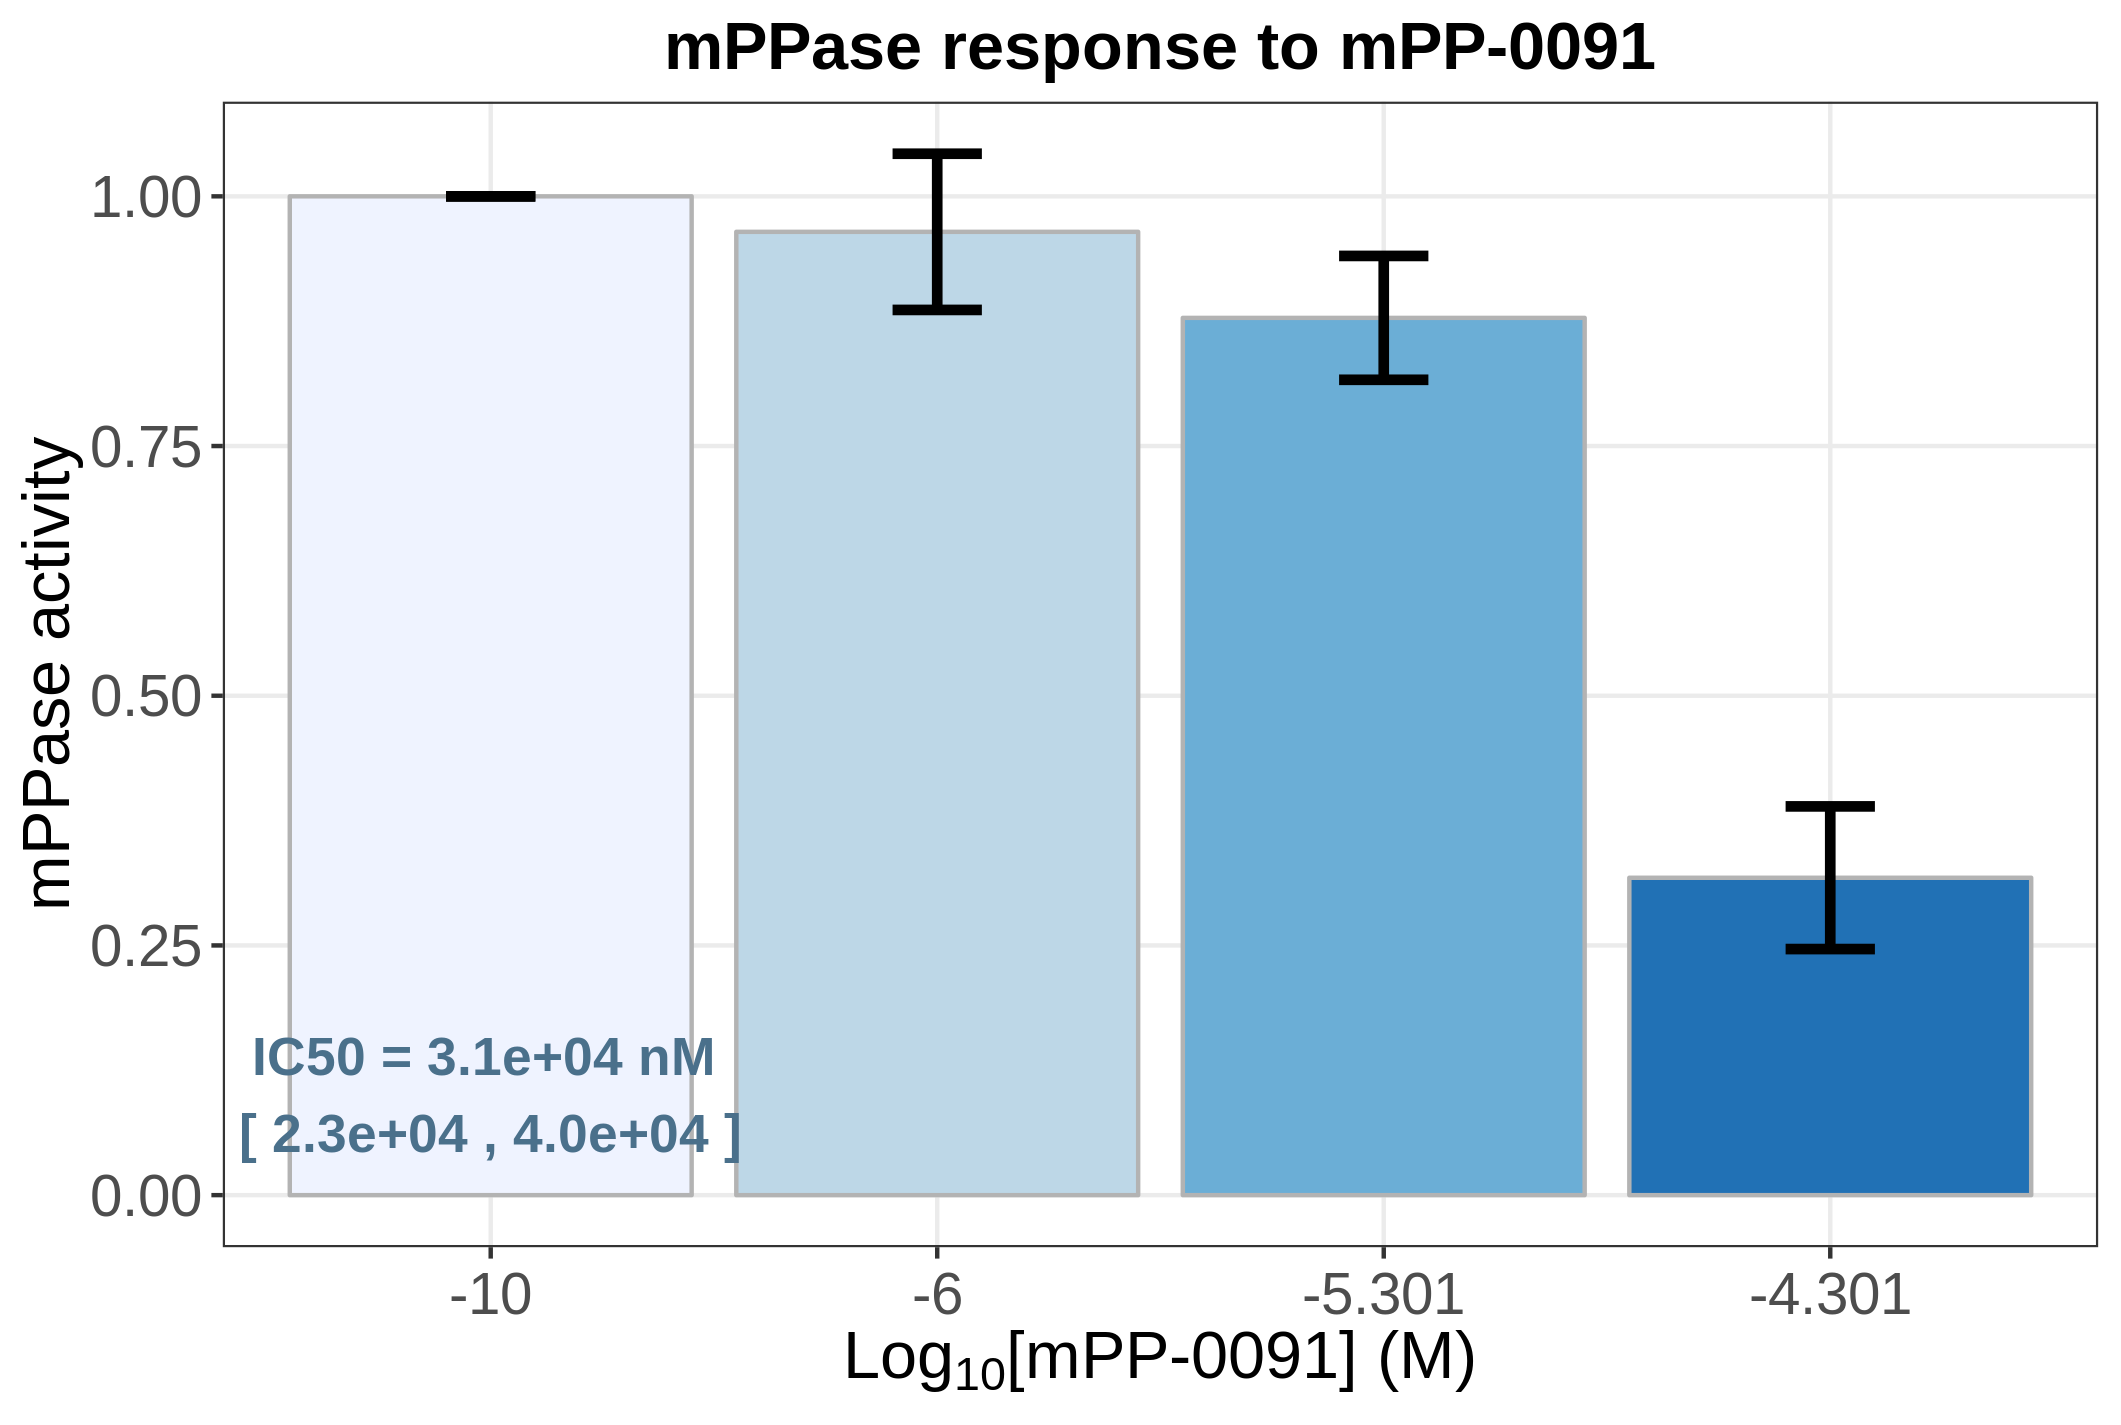 mPPase response to mPP-0091
mPPase activity
1.00
0.75
0.50
0.25
0.00
IC50 = 3.1e+04 nM
[ 2.3e+04 , 4.0e+04 ]
-10
-6
-5.301
-4.301
Log₁₀[mPP-0091] (M)